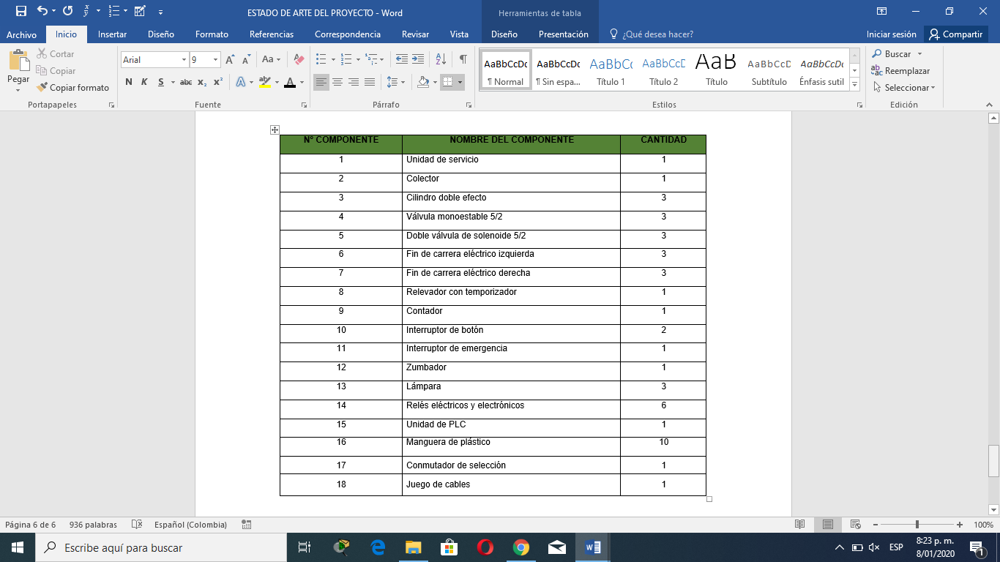 ESTADO DE ARTE DEL PROYECTO - Word
Herramientas de tabla
Archivo Inicio Insertar Diseño Formato Referencias Correspondencia Revisar Vista Diseño Presentación ¿Qué desea hacer? Iniciar sesión Compartir
Pegar
Cortar
Copiar
Copiar formato
Portapapeles
Arial 9
Aa
N K S abc x₂ x²
A A
Fuente
Párrafo
AaBbCcDc AaBbCcDc AaBbCc AaBbCcD AaB AaBbCcD AaBbCcDc
¶ Normal ¶ Sin espa... Título 1 Título 2 Título Subtítulo Énfasis sutil
Estilos
Buscar
Reemplazar
Seleccionar
Edición
N° COMPONENTE NOMBRE DEL COMPONENTE CANTIDAD
1 Unidad de servicio 1
2 Colector 1
3 Cilindro doble efecto 3
4 Válvula monoestable 5/2 3
5 Doble válvula de solenoide 5/2 3
6 Fin de carrera eléctrico izquierda 3
7 Fin de carrera eléctrico derecha 3
8 Relevador con temporizador 1
9 Contador 1
10 Interruptor de botón 2
11 Interruptor de emergencia 1
12 Zumbador 1
13 Lámpara 3
14 Relés eléctricos y electrónicos 6
15 Unidad de PLC 1
16 Manguera de plástico 10
17 Conmutador de selección 1
18 Juego de cables 1
Página 6 de 6 936 palabras Español (Colombia) 100%
Escribe aquí para buscar
ESP
8:23 p. m.
8/01/2020
1